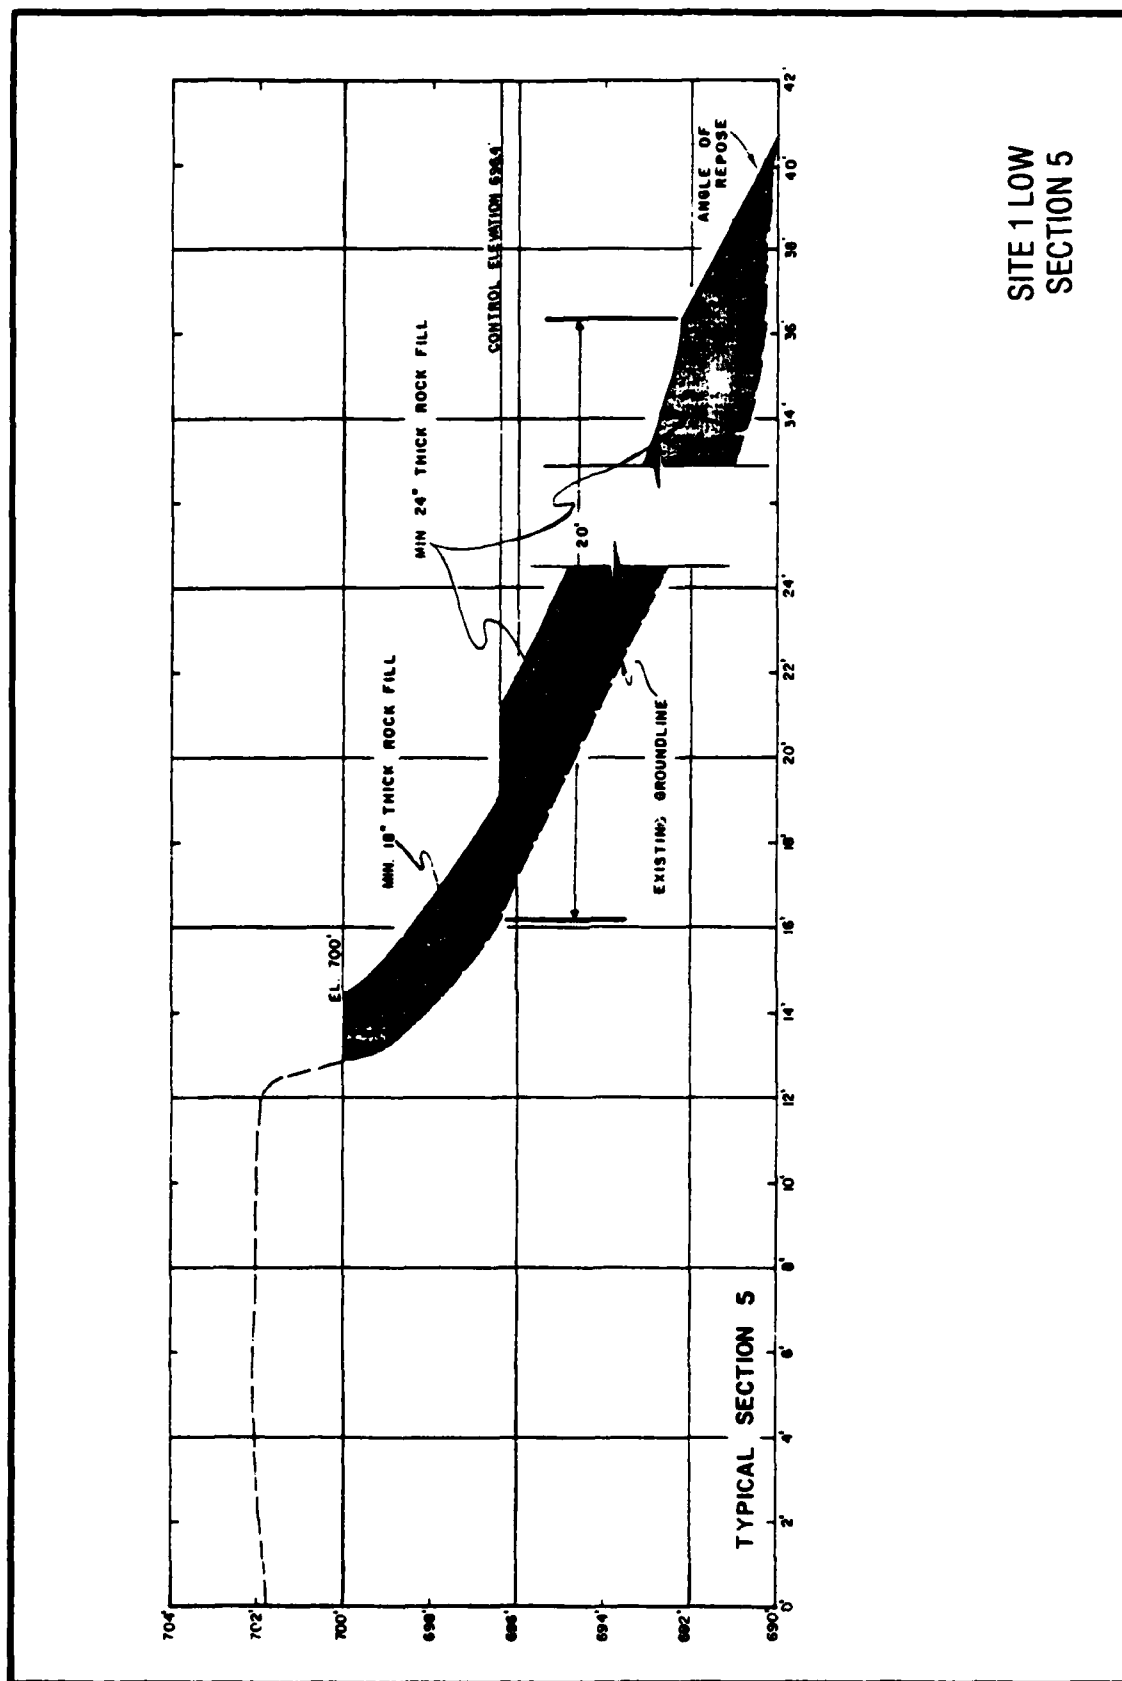 704'
702'
700'
698'
696'
694'
692'
690'
0'
2'
4'
6'
8'
10'
12'
14'
16'
18'
20'
22'
24'
34'
36'
38'
40'
42'
EL. 700'
MIN. 18" THICK ROCK FILL
MIN 24" THICK ROCK FILL
CONTROL ELEVATION 696.4'
20'
EXISTING GROUNDLINE
ANGLE OF
REPOSE
TYPICAL SECTION 5
SITE 1 LOW
SECTION 5